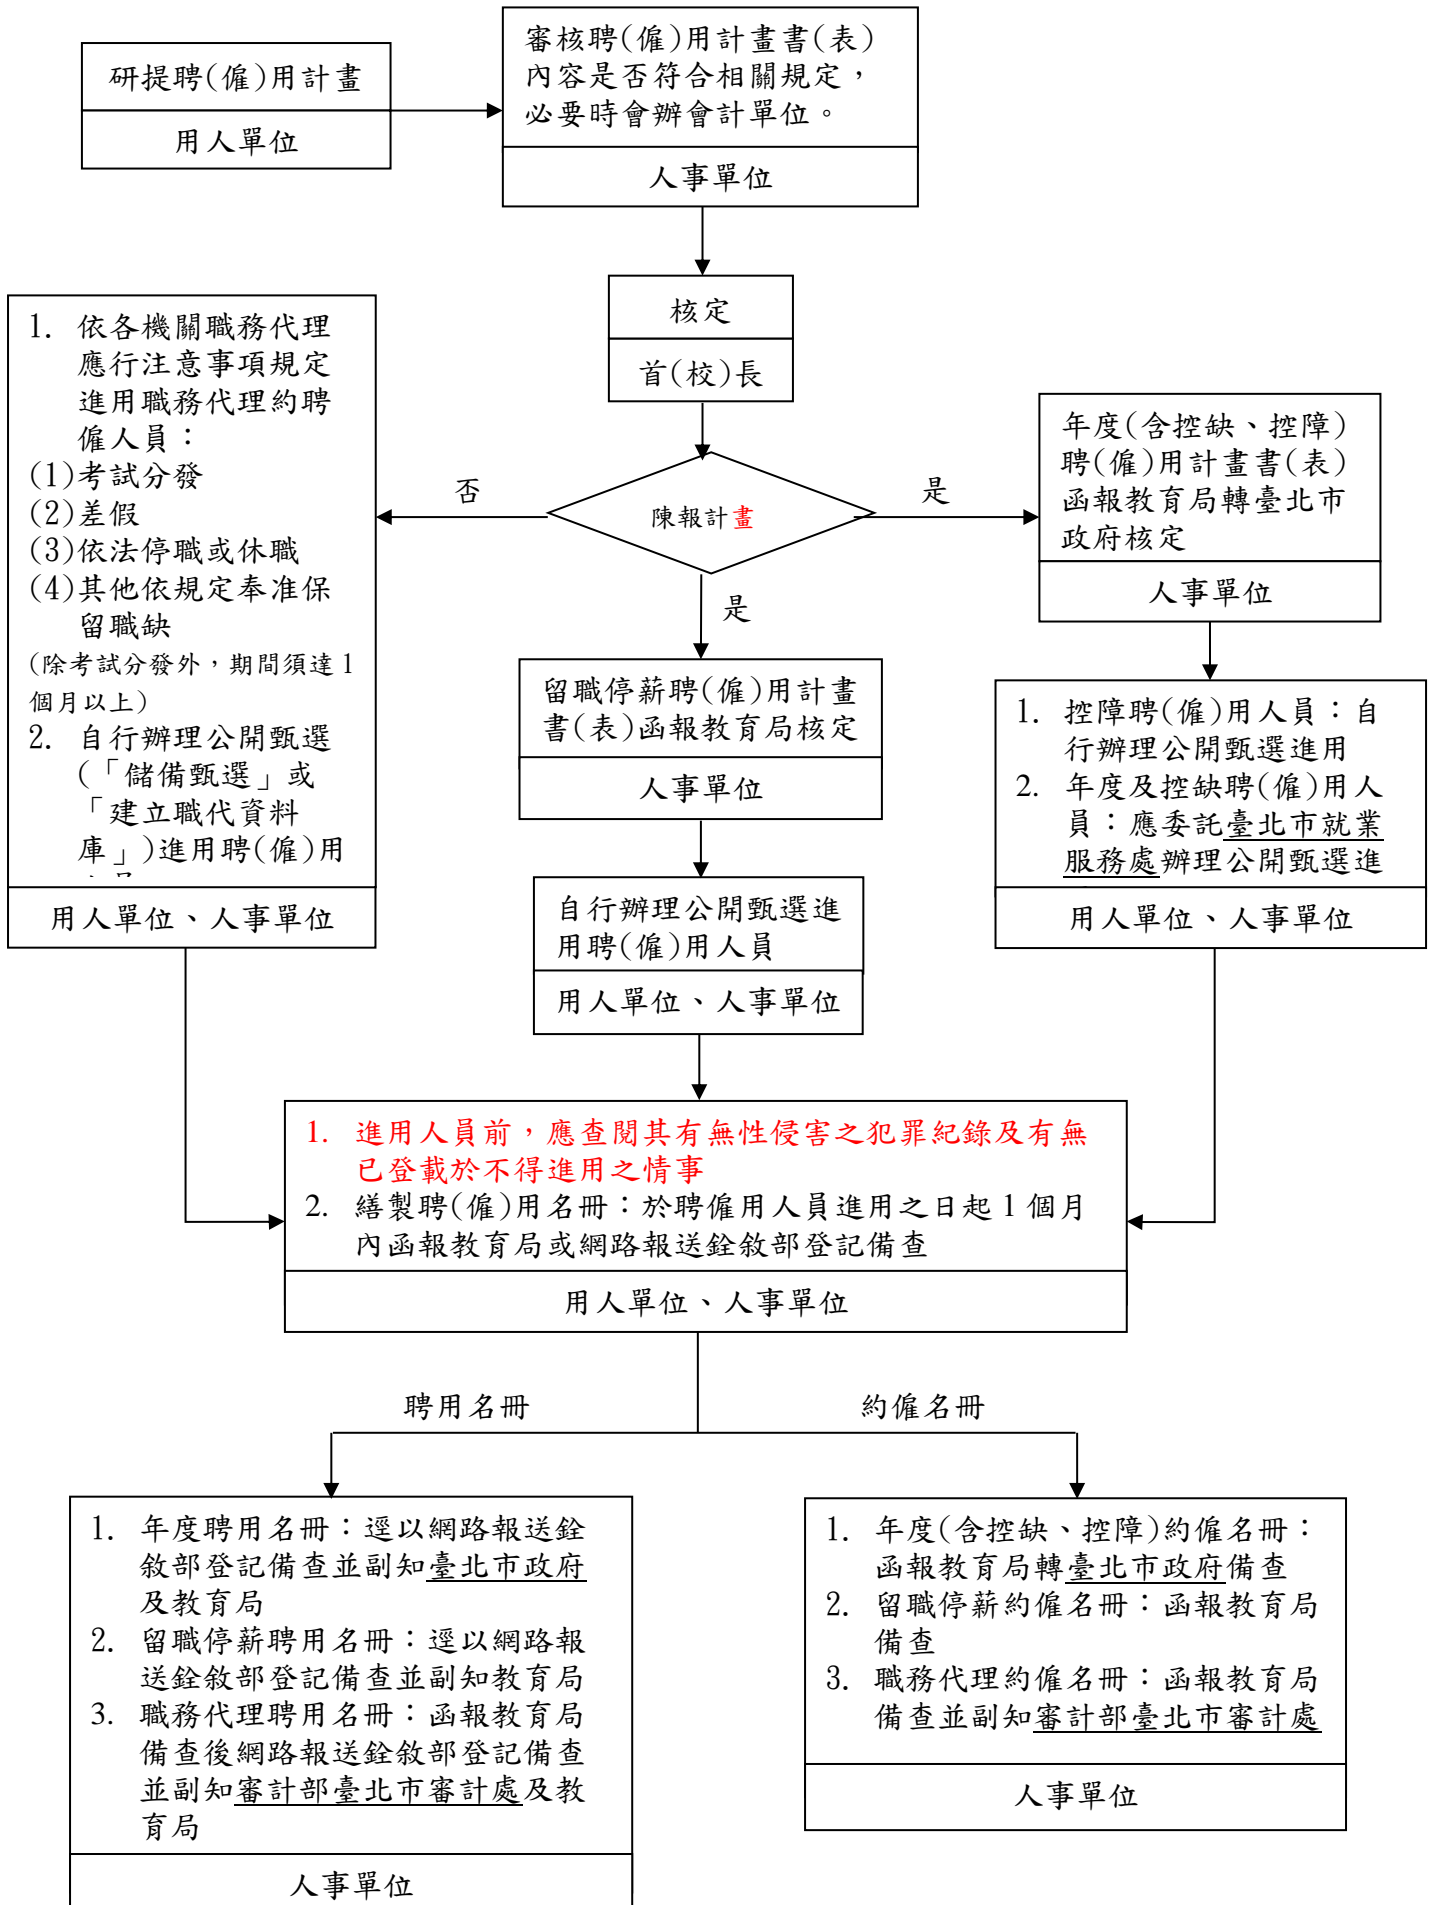 研提聘(僱)用計畫
用人單位
審核聘(僱)用計畫書(表)
內容是否符合相關規定，
必要時會辦會計單位。
人事單位
核定
首(校)長
陳報計畫
否
是
是
1. 依各機關職務代理
應行注意事項規定
進用職務代理約聘
僱人員：
(1)考試分發
(2)差假
(3)依法停職或休職
(4)其他依規定奉准保
留職缺
(除考試分發外，期間須達1
個月以上)
2. 自行辦理公開甄選
(「儲備甄選」或
「建立職代資料
庫」)進用聘(僱)用
用人單位、人事單位
留職停薪聘(僱)用計畫
書(表)函報教育局核定
人事單位
自行辦理公開甄選進
用聘(僱)用人員
用人單位、人事單位
年度(含控缺、控障)
聘(僱)用計畫書(表)
函報教育局轉臺北市
政府核定
人事單位
1. 控障聘(僱)用人員：自
行辦理公開甄選進用
2. 年度及控缺聘(僱)用人
員：應委託臺北市就業
服務處辦理公開甄選進
用人單位、人事單位
1. 進用人員前，應查閱其有無性侵害之犯罪紀錄及有無
已登載於不得進用之情事
2. 繕製聘(僱)用名冊：於聘僱用人員進用之日起1個月
內函報教育局或網路報送銓敘部登記備查
用人單位、人事單位
聘用名冊
約僱名冊
1. 年度聘用名冊：逕以網路報送銓
敘部登記備查並副知臺北市政府
及教育局
2. 留職停薪聘用名冊：逕以網路報
送銓敘部登記備查並副知教育局
3. 職務代理聘用名冊：函報教育局
備查後網路報送銓敘部登記備查
並副知審計部臺北市審計處及教
育局
人事單位
1. 年度(含控缺、控障)約僱名冊：
函報教育局轉臺北市政府備查
2. 留職停薪約僱名冊：函報教育局
備查
3. 職務代理約僱名冊：函報教育局
備查並副知審計部臺北市審計處
人事單位